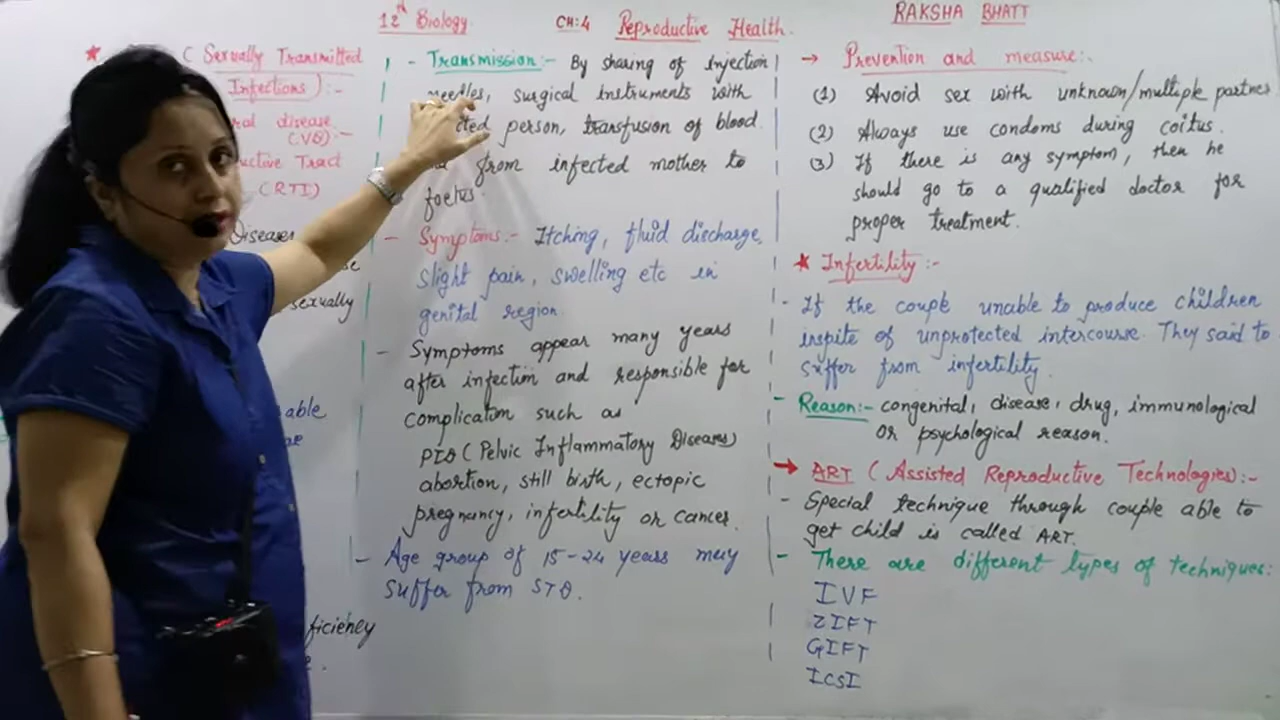 12th Biology
CH:4 Reproductive Health
RAKSHA BHATT
( Sexually Transmitted
Infections ) :-
disease
(VD) :-
Tract
(RTI)
Diseases
sexually
able
- Transmission :- By sharing of Injection
needles, surgical instruments with
person, transfusion of blood
from infected mother to
foetus.
- Symptoms :- Itching, fluid discharge,
slight pain, swelling etc in
genital region.
- Symptoms appear many years
after infection and responsible for
complication such as
PID (Pelvic Inflammatory Diseases)
abortion, still birth, ectopic
pregnancy, infertility or cancer.
- Age group of 15-24 years may
suffer from STD.
→ Prevention and measure :-
(1) Avoid sex with unknown/multiple partner
(2) Always use condoms during coitus.
(3) If there is any symptom, then he
should go to a qualified doctor for
proper treatment.
★ Infertility :-
- If the couple unable to produce children
inspite of unprotected intercourse. They said to
suffer from infertility.
- Reason :- congenital, disease, drug, immunological
or psychological reason.
→ ART ( Assisted Reproductive Technologies) :-
- Special technique through couple able to
get child is called ART.
- There are different types of techniques :
IVF
ZIFT
GIFT
ICSI